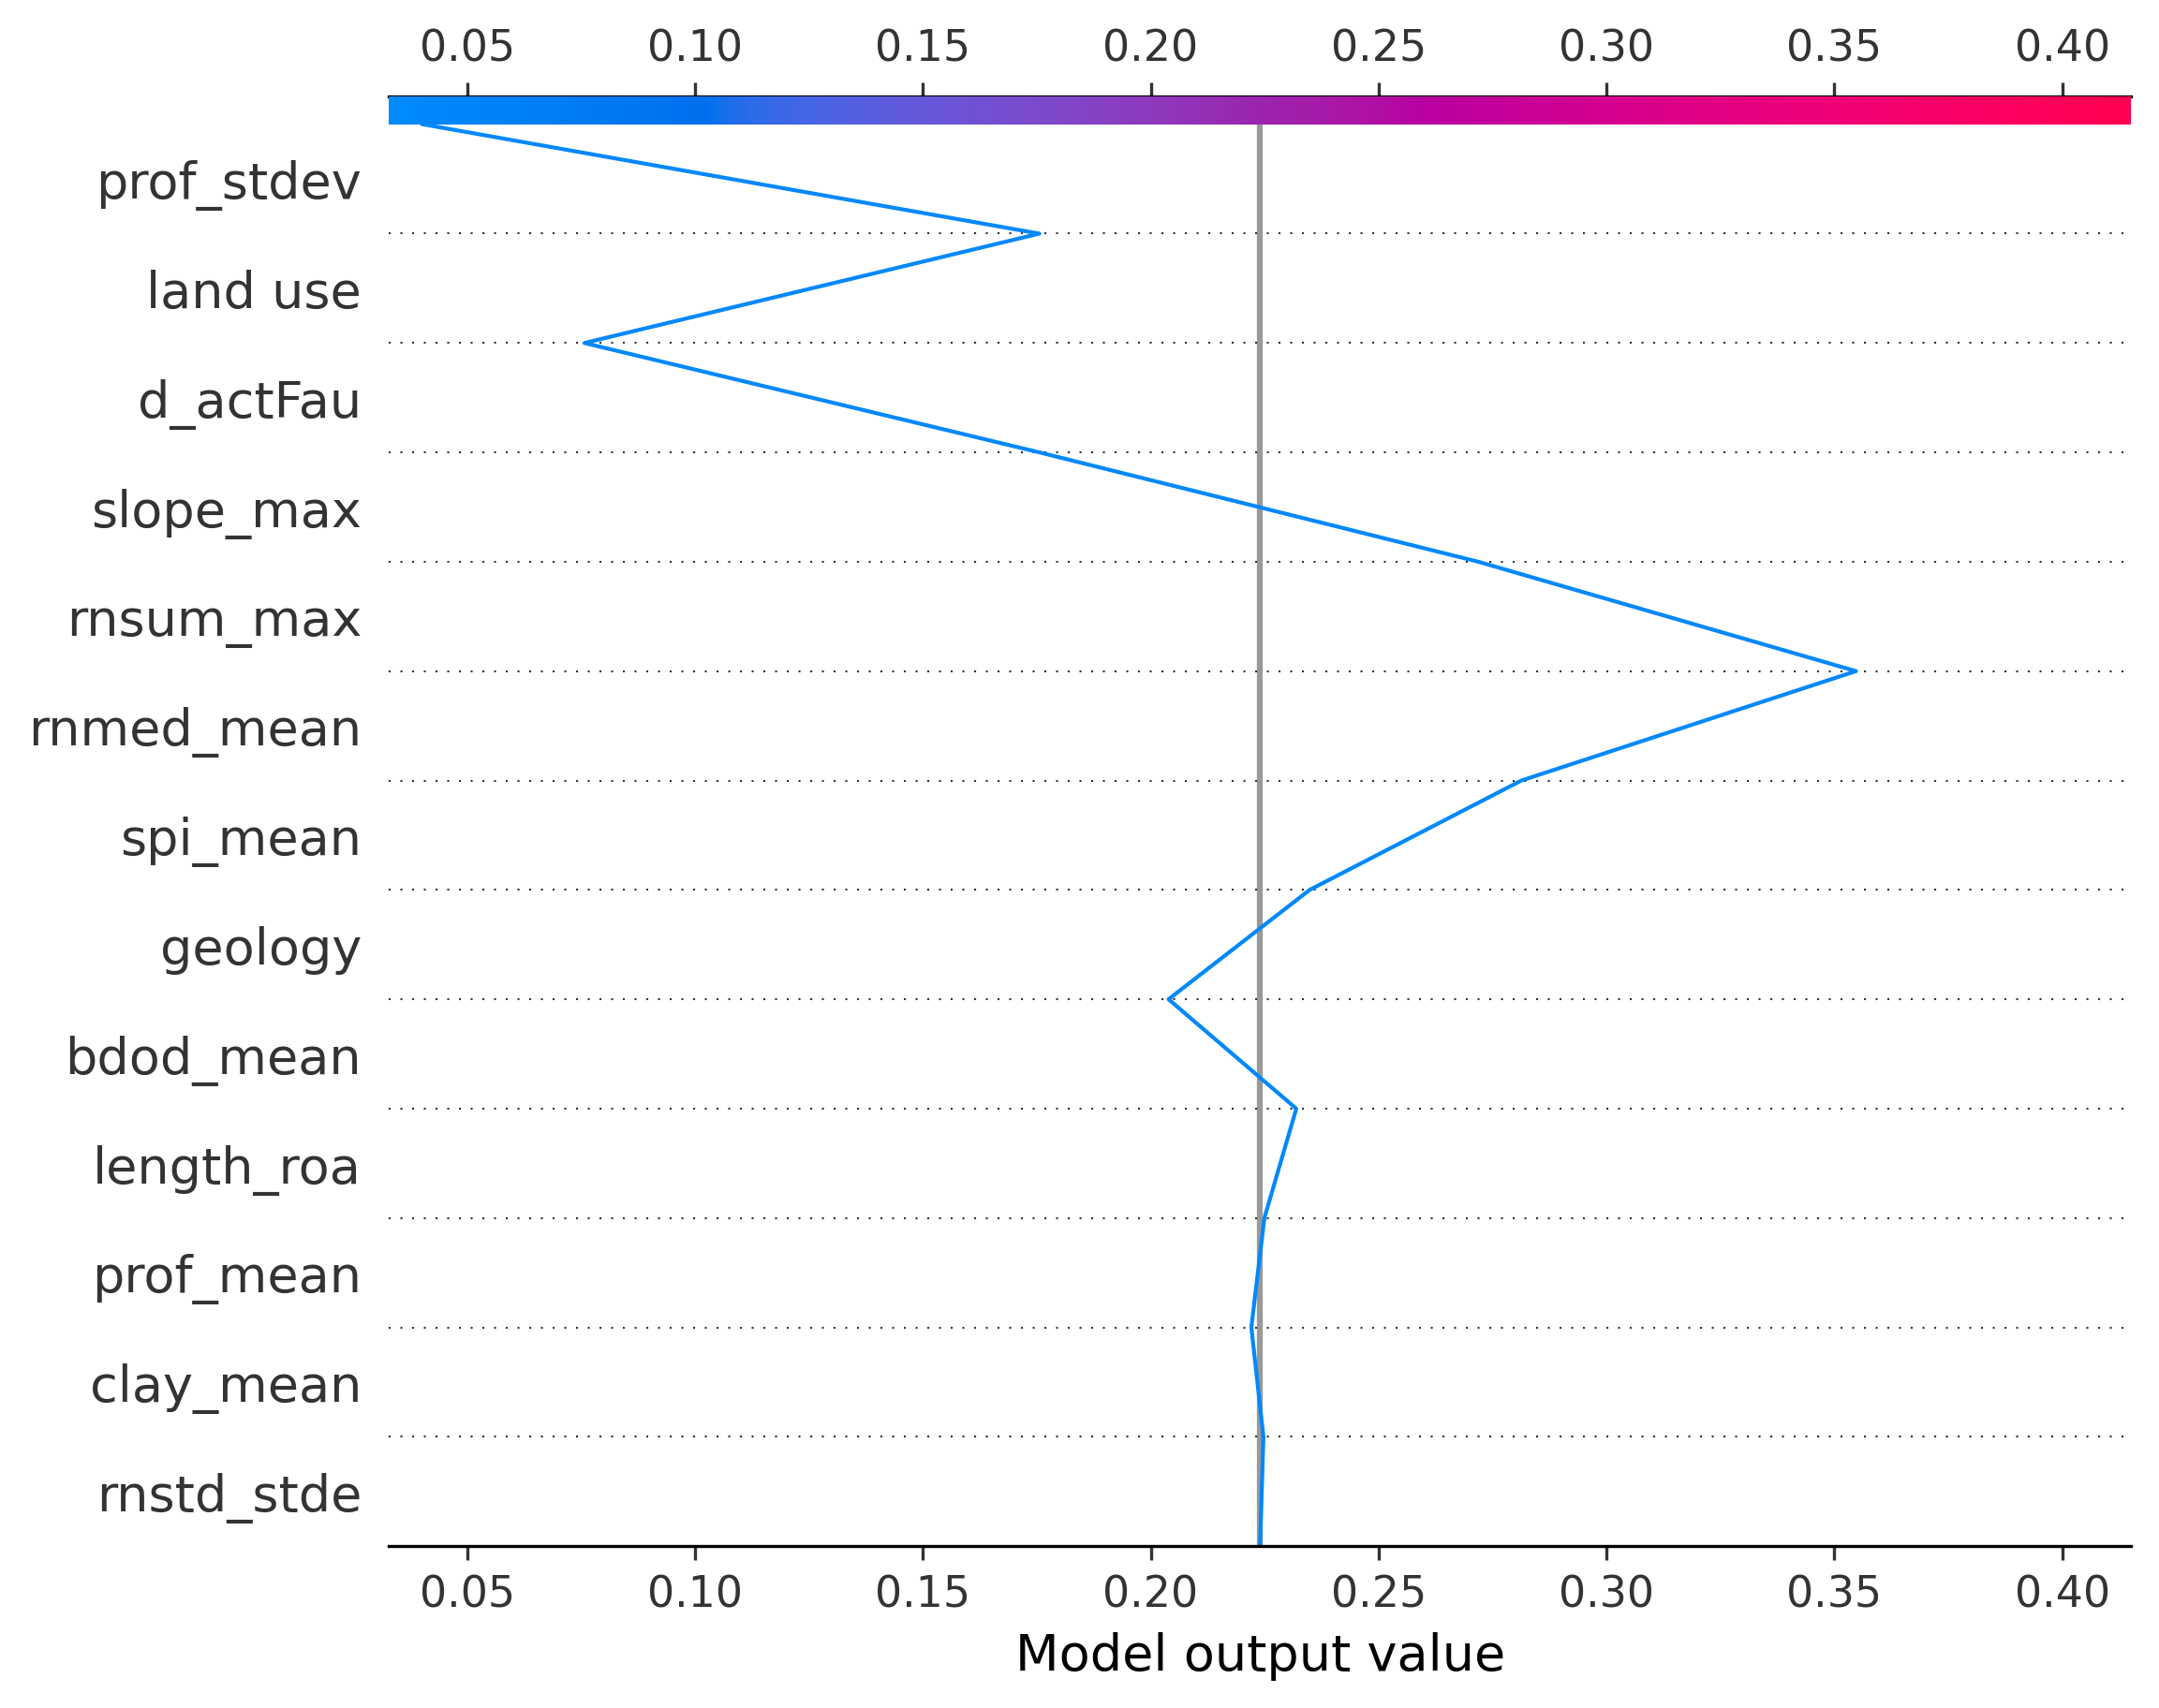 0.05 0.10 0.15 0.20 0.25 0.30 0.35 0.40
prof_stdev
land use
d_actFau
slope_max
rnsum_max
rnmed_mean
spi_mean
geology
bdod_mean
length_roa
prof_mean
clay_mean
rnstd_stde
0.05 0.10 0.15 0.20 0.25 0.30 0.35 0.40
Model output value